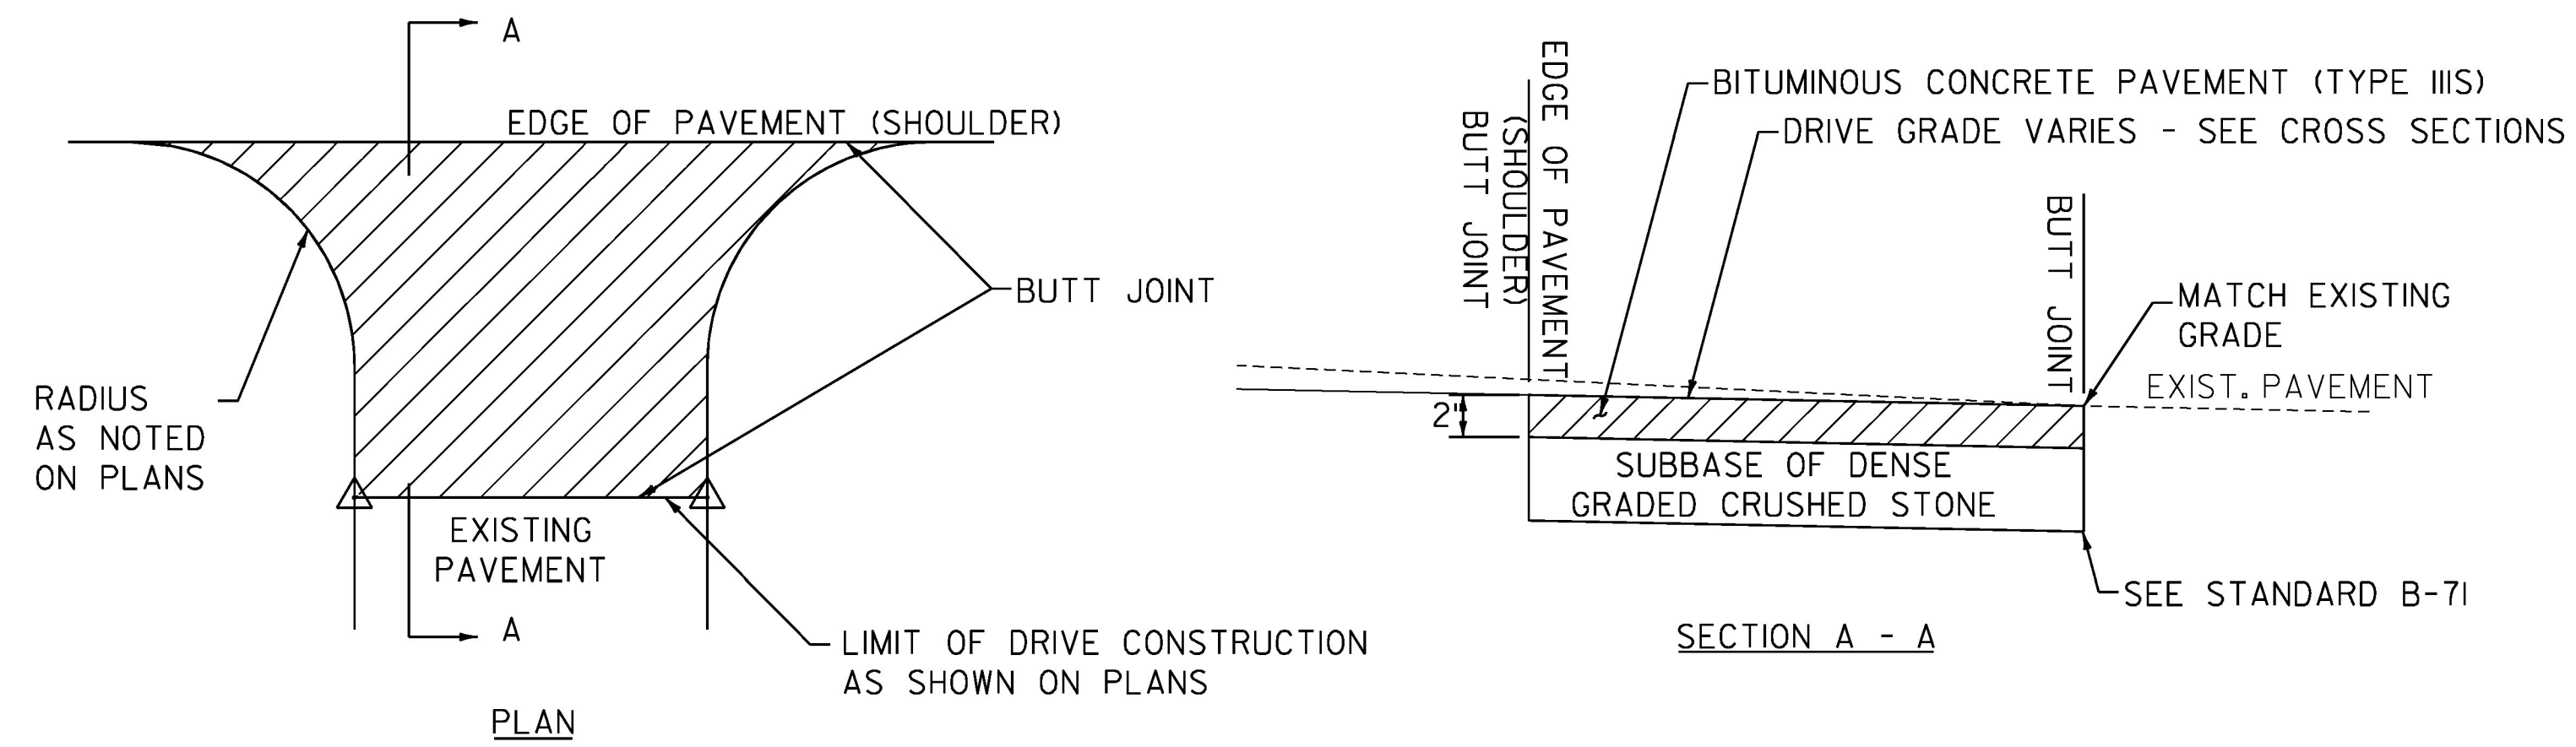 A
EDGE OF PAVEMENT (SHOULDER)
BUTT JOINT
RADIUS
AS NOTED
ON PLANS
EXISTING
PAVEMENT
A
LIMIT OF DRIVE CONSTRUCTION
AS SHOWN ON PLANS
PLAN
EDGE OF PAVEMENT
(SHOULDER)
BUTT JOINT
BITUMINOUS CONCRETE PAVEMENT (TYPE IIIS)
DRIVE GRADE VARIES - SEE CROSS SECTIONS
BUTT JOINT
MATCH EXISTING
GRADE
EXIST. PAVEMENT
2"
SUBBASE OF DENSE
GRADED CRUSHED STONE
SEE STANDARD B-71
SECTION A - A